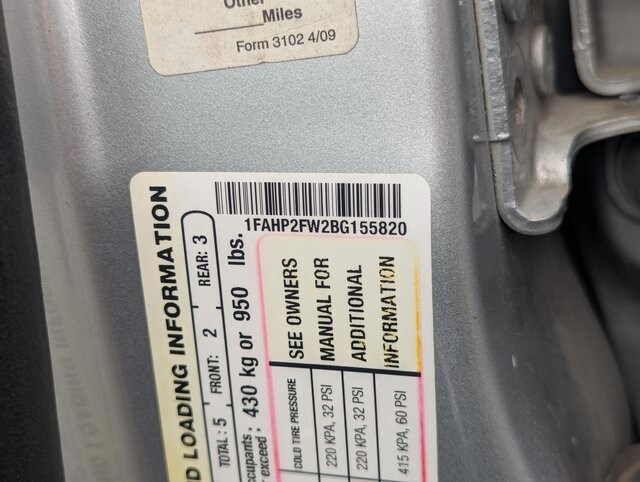 Other
Miles
Form 3102 4/09
1FAHP2FW2BG155820
LOADING INFORMATION
TOTAL : 5 FRONT: 2 REAR: 3
: 430 kg or 950 lbs.
exceed :
COLD TIRE PRESSURE
220 KPA, 32 PSI
220 KPA, 32 PSI
415 KPA, 60 PSI
SEE OWNERS
MANUAL FOR
ADDITIONAL
INFORMATION